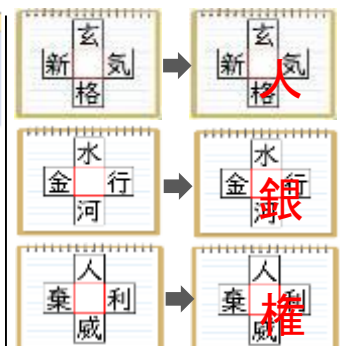 玄
新 気
格
玄
新 人 気
格
水
金 行
河
水
金 銀 行
河
人
棄 利
威
人
棄 権 利
威